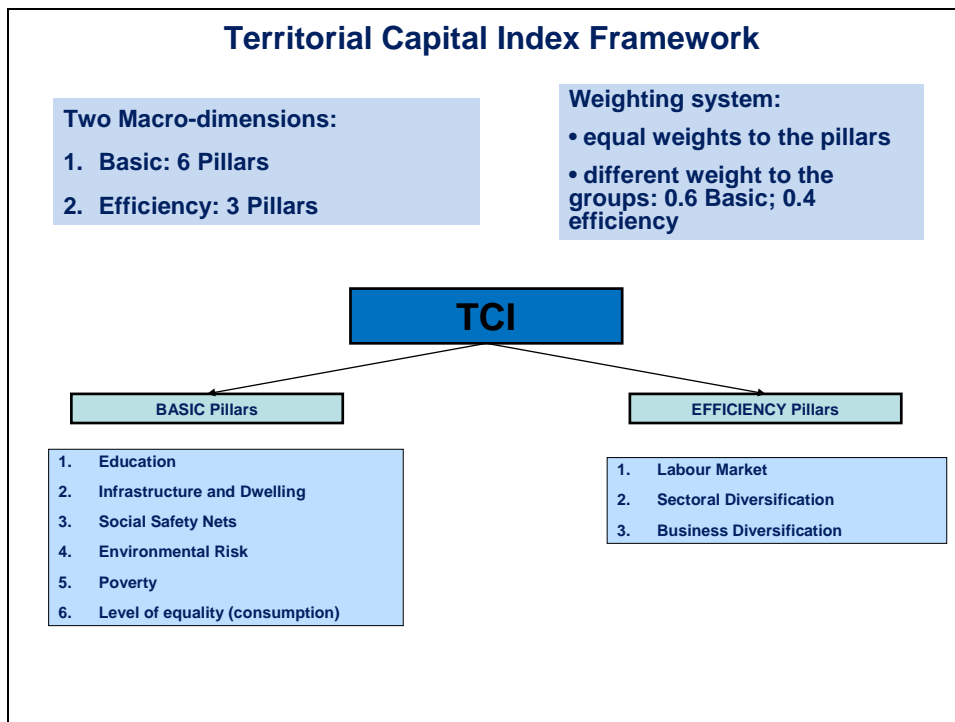 Territorial Capital Index Framework
Two Macro-dimensions:
1. Basic: 6 Pillars
2. Efficiency: 3 Pillars
Weighting system:
• equal weights to the pillars
• different weight to the
groups: 0.6 Basic; 0.4
efficiency
TCI
BASIC Pillars
EFFICIENCY Pillars
1. Education
2. Infrastructure and Dwelling
3. Social Safety Nets
4. Environmental Risk
5. Poverty
6. Level of equality (consumption)
1. Labour Market
2. Sectoral Diversification
3. Business Diversification